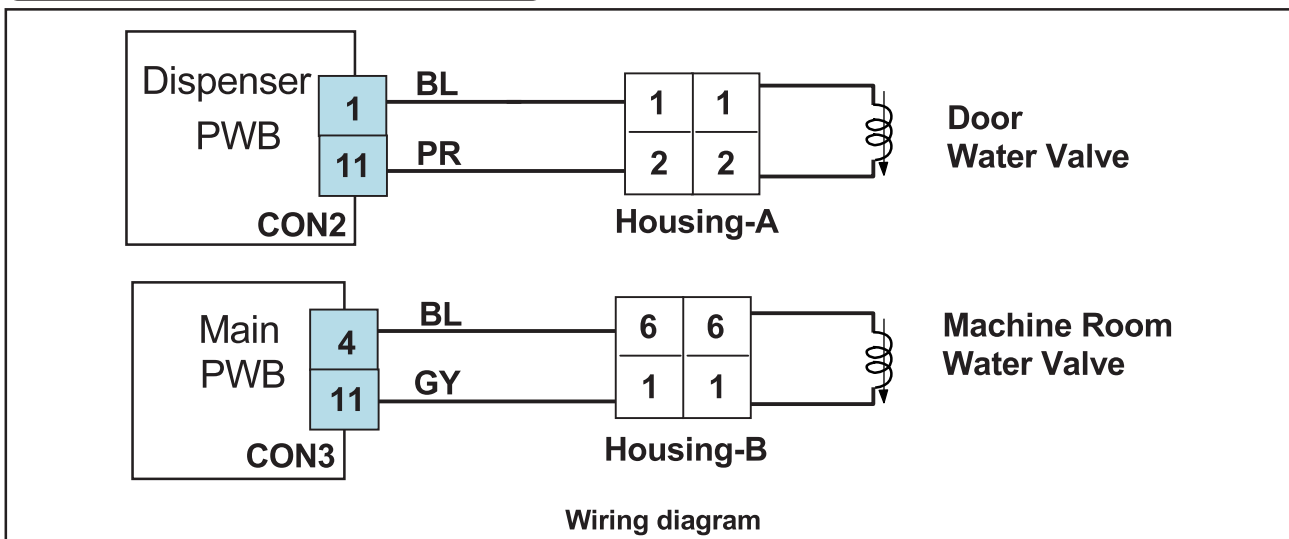 Dispenser
PWB
1
11
CON2
BL
PR
1 1
2 2
Housing-A
Door
Water Valve
Main
PWB
4
11
CON3
BL
GY
6 6
1 1
Housing-B
Machine Room
Water Valve
Wiring diagram